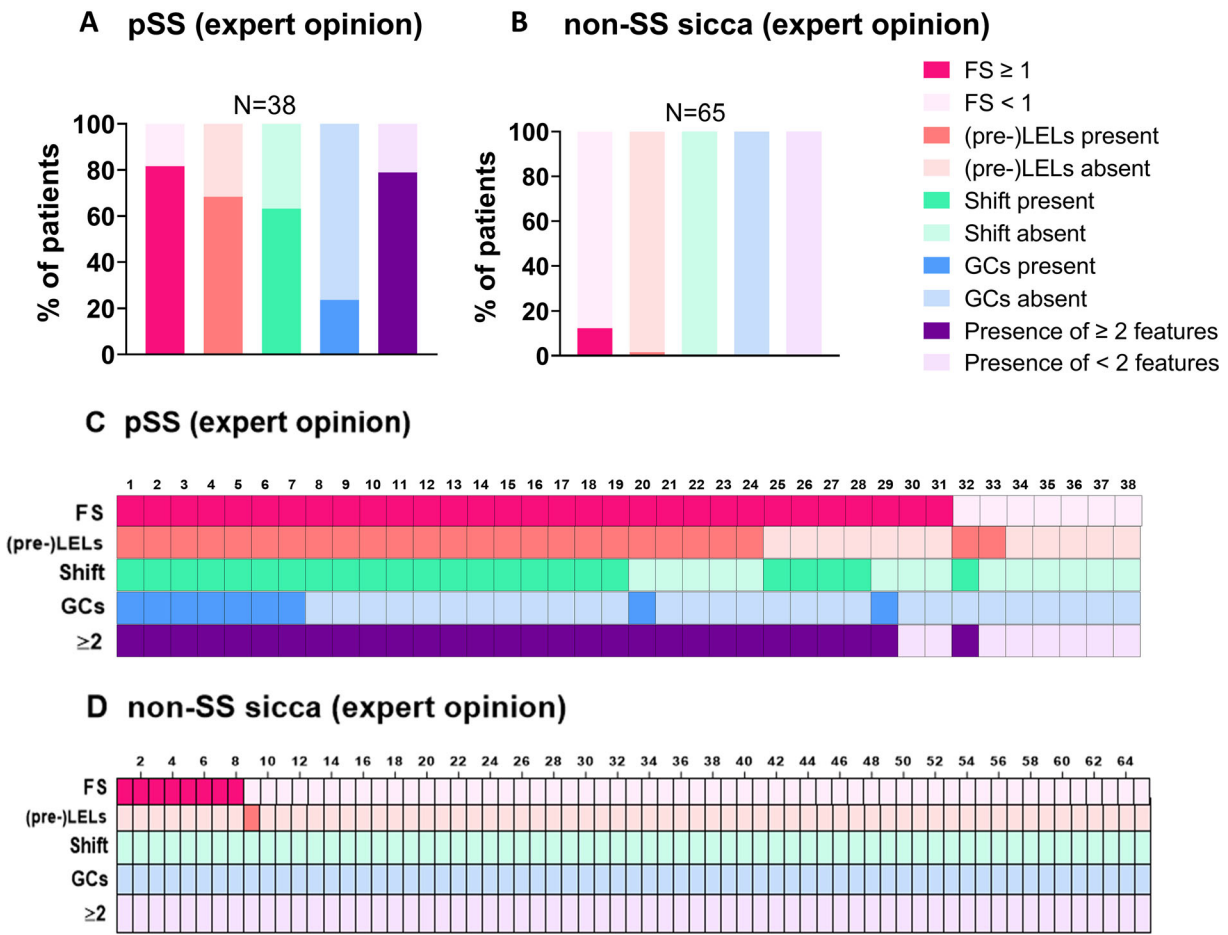 A pSS (expert opinion)
N=38
100
80
60
40
20
0
% of patients
B non-SS sicca (expert opinion)
N=65
100
80
60
40
20
0
% of patients
FS ≥ 1
FS < 1
(pre-)LELs present
(pre-)LELs absent
Shift present
Shift absent
GCs present
GCs absent
Presence of ≥ 2 features
Presence of < 2 features
C pSS (expert opinion)
1 2 3 4 5 6 7 8 9 10 11 12 13 14 15 16 17 18 19 20 21 22 23 24 25 26 27 28 29 30 31 32 33 34 35 36 37 38
FS
(pre-)LELs
Shift
GCs
≥2
D non-SS sicca (expert opinion)
2 4 6 8 10 12 14 16 18 20 22 24 26 28 30 32 34 36 38 40 42 44 46 48 50 52 54 56 58 60 62 64
FS
(pre-)LELs
Shift
GCs
≥2